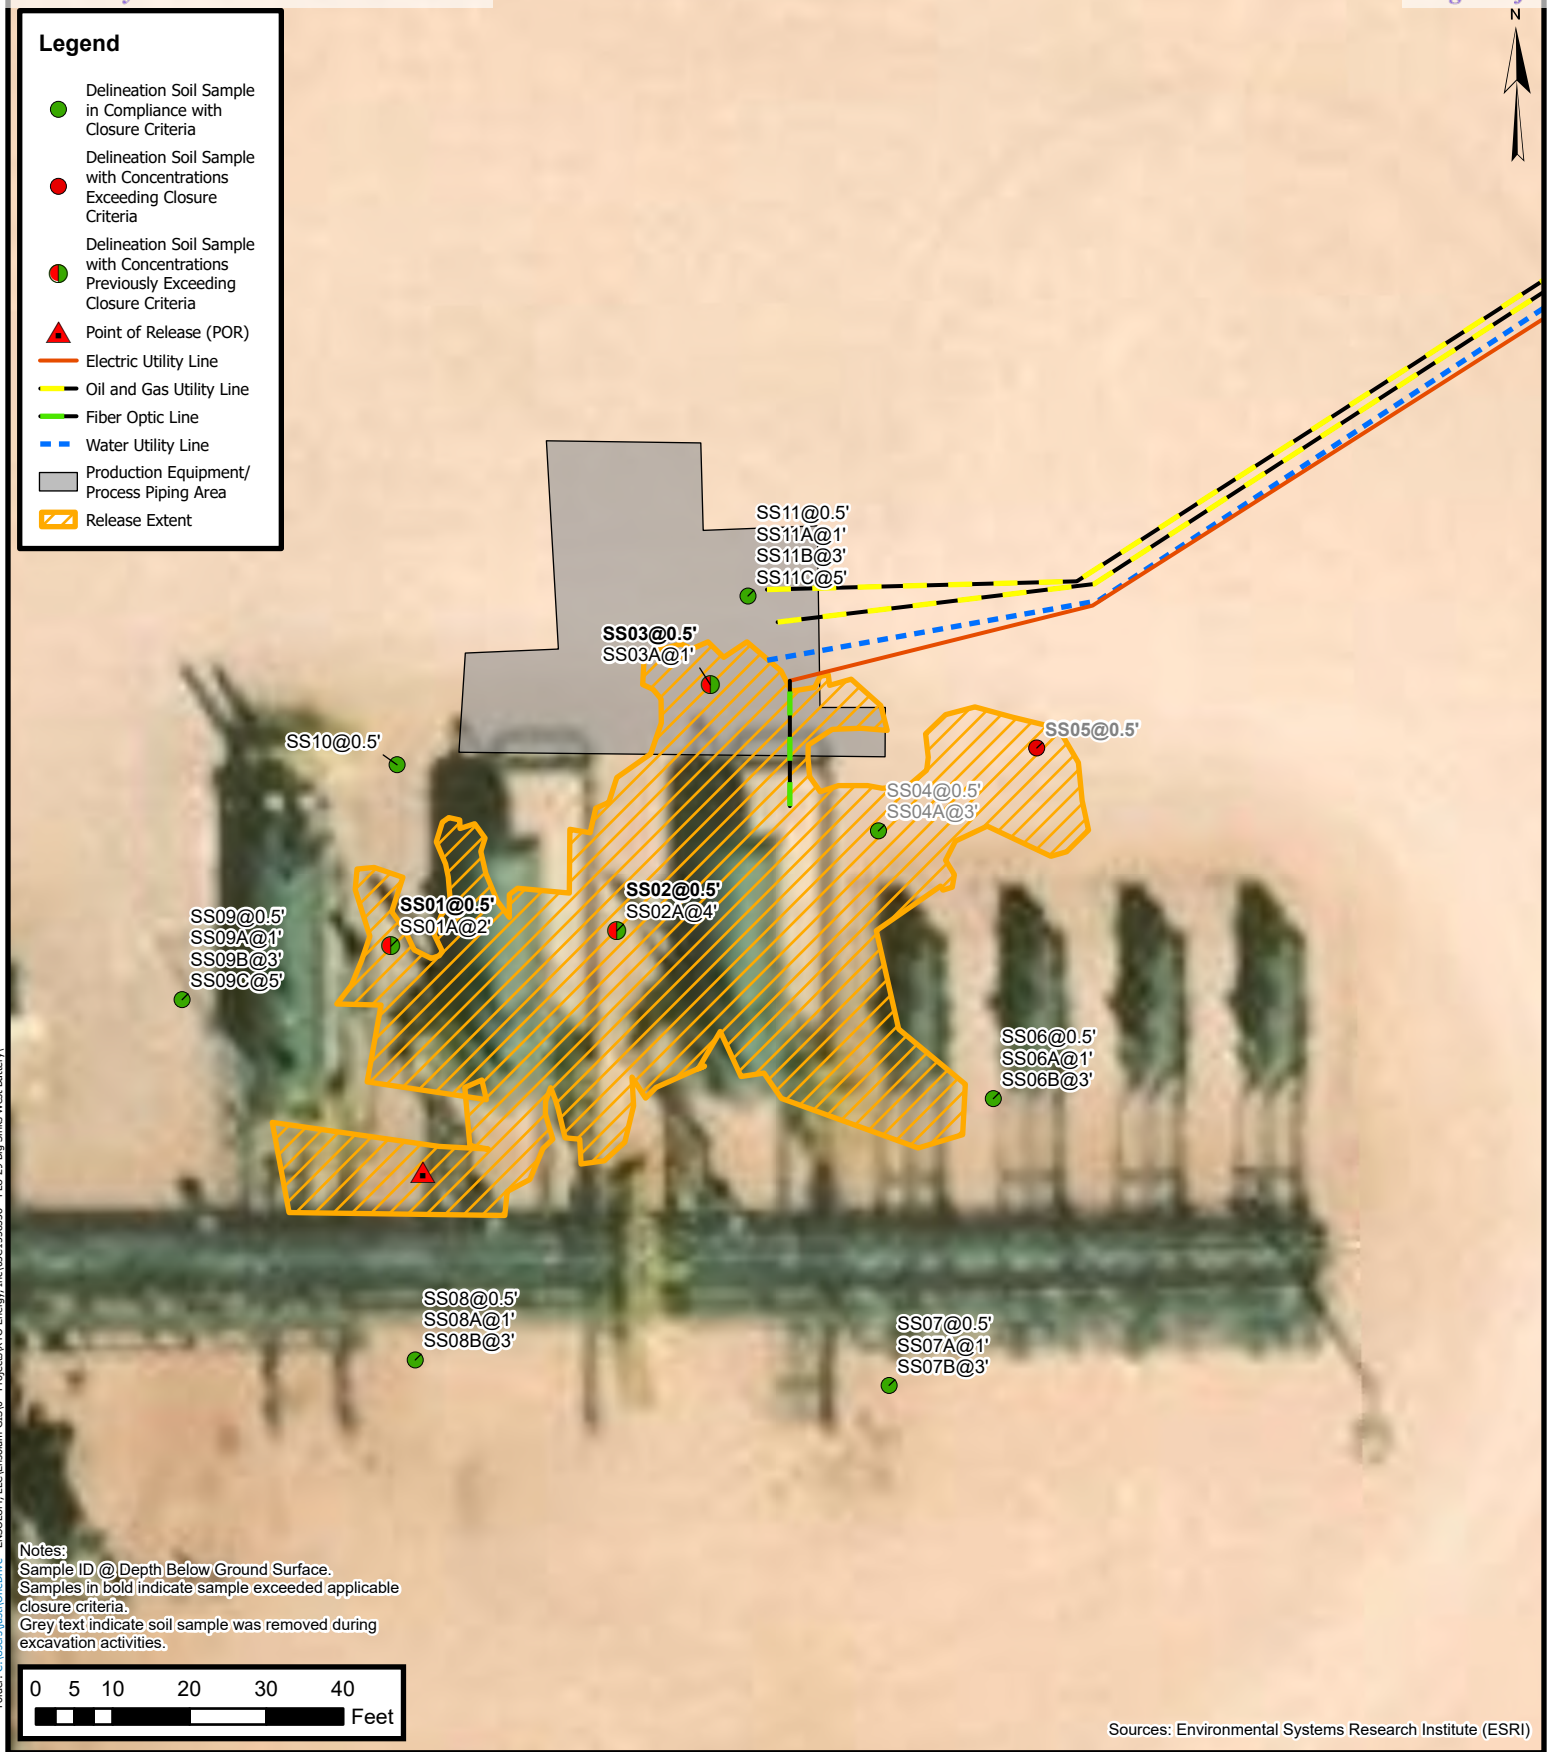 Legend
Delineation Soil Sample
in Compliance with
Closure Criteria
Delineation Soil Sample
with Concentrations
Exceeding Closure
Criteria
Delineation Soil Sample
with Concentrations
Previously Exceeding
Closure Criteria
Point of Release (POR)
Electric Utility Line
Oil and Gas Utility Line
Fiber Optic Line
Water Utility Line
Production Equipment/
Process Piping Area
Release Extent
N
SS11@0.5'
SS11A@1'
SS11B@3'
SS11C@5'
SS03@0.5'
SS03A@1'
SS05@0.5'
SS10@0.5'
SS04@0.5'
SS04A@3'
SS01@0.5'
SS01A@2'
SS02@0.5'
SS02A@4'
SS09@0.5'
SS09A@1'
SS09B@3'
SS09C@5'
SS06@0.5'
SS06A@1'
SS06B@3'
SS08@0.5'
SS08A@1'
SS08B@3'
SS07@0.5'
SS07A@1'
SS07B@3'
Notes:
Sample ID @ Depth Below Ground Surface.
Samples in bold indicate sample exceeded applicable
closure criteria.
Grey text indicate soil sample was removed during
excavation activities.
0 5 10 20 30 40
Feet
Sources: Environmental Systems Research Institute (ESRI)